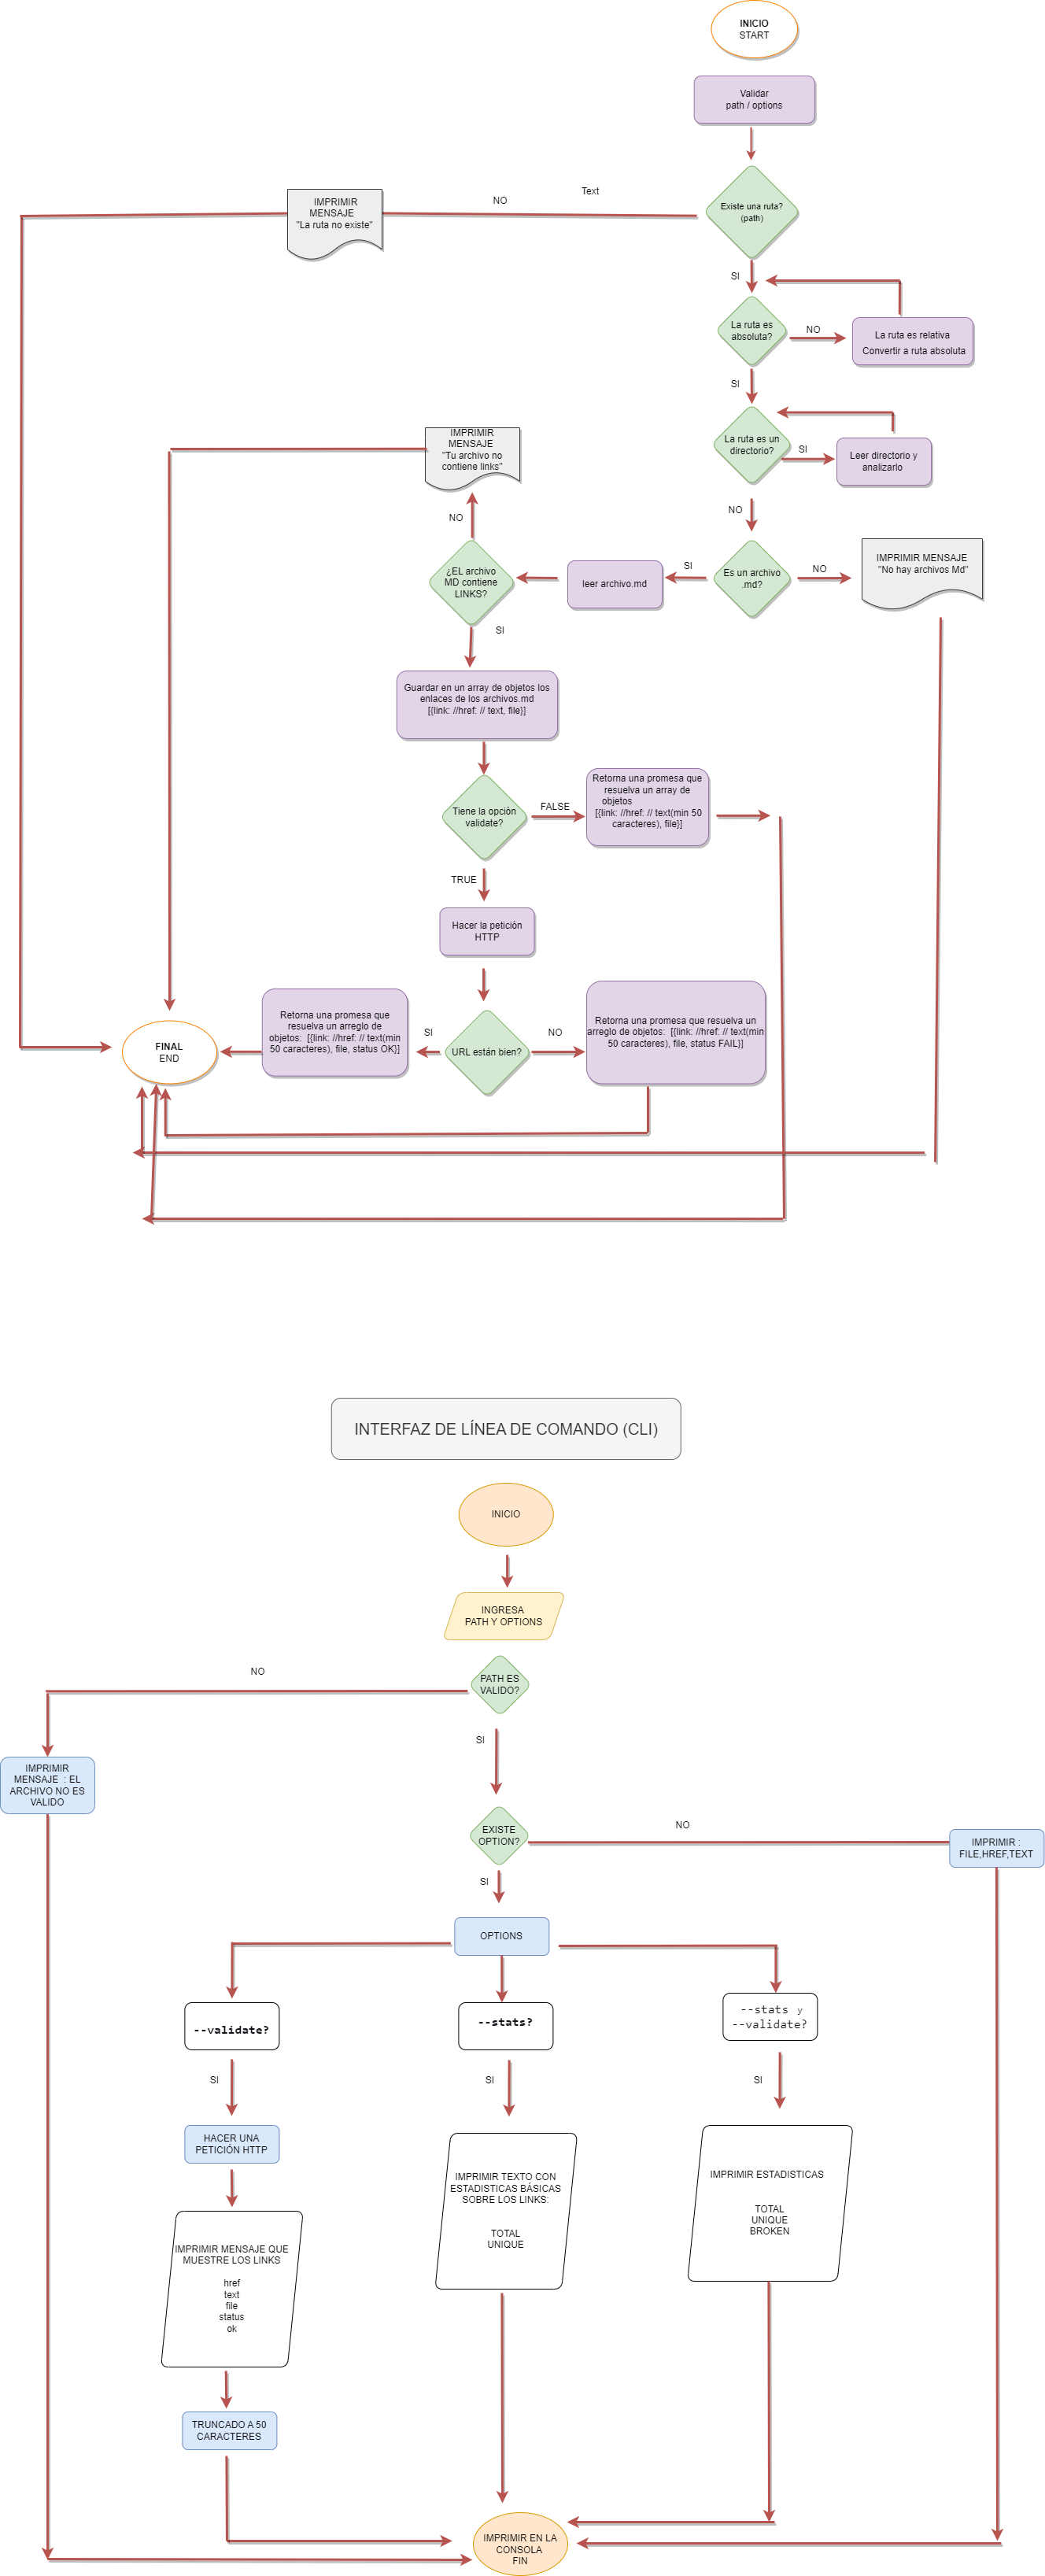 INICIO
START
Validar
path / options
Existe una ruta?
(path)
Text
NO
IMPRIMIR
MENSAJE
"La ruta no existe"
SI
La ruta es
absoluta?
NO
La ruta es relativa
Convertir a ruta absoluta
SI
La ruta es un
directorio?
SI
Leer directorio y
analizarlo
IMPRIMIR
MENSAJE
"Tu archivo no
contiene links"
NO
NO
Es un archivo
.md?
NO
IMPRIMIR MENSAJE
"No hay archivos Md"
SI
leer archivo.md
¿EL archivo
MD contiene
LINKS?
SI
Guardar en un array de objetos los
enlaces de los archivos.md
[{link: //href: // text, file}]
Tiene la opción
validate?
FALSE
Retorna una promesa que
resuelva un array de
objetos
[{link: //href: // text(min 50
caracteres), file}]
TRUE
Hacer la petición
HTTP
URL están bien?
SI
Retorna una promesa que
resuelva un arreglo de
objetos:  [{link: //href: // text(min
50 caracteres), file, status OK}]
NO
Retorna una promesa que resuelva un
arreglo de objetos:  [{link: //href: // text(min
50 caracteres), file, status FAIL}]
FINAL
END
INTERFAZ DE LÍNEA DE COMANDO (CLI)
INICIO
INGRESA
PATH Y OPTIONS
PATH ES
VALIDO?
NO
IMPRIMIR
MENSAJE  : EL
ARCHIVO NO ES
VALIDO
SI
EXISTE
OPTION?
NO
IMPRIMIR :
FILE,HREF,TEXT
SI
OPTIONS
--validate?
--stats?
--stats y
--validate?
SI
SI
SI
HACER UNA
PETICIÓN HTTP
IMPRIMIR MENSAJE QUE
MUESTRE LOS LINKS
href
text
file
status
ok
IMPRIMIR TEXTO CON
ESTADISTICAS BÁSICAS
SOBRE LOS LINKS:
TOTAL
UNIQUE
IMPRIMIR ESTADISTICAS
TOTAL
UNIQUE
BROKEN
TRUNCADO A 50
CARACTERES
IMPRIMIR EN LA
CONSOLA
FIN